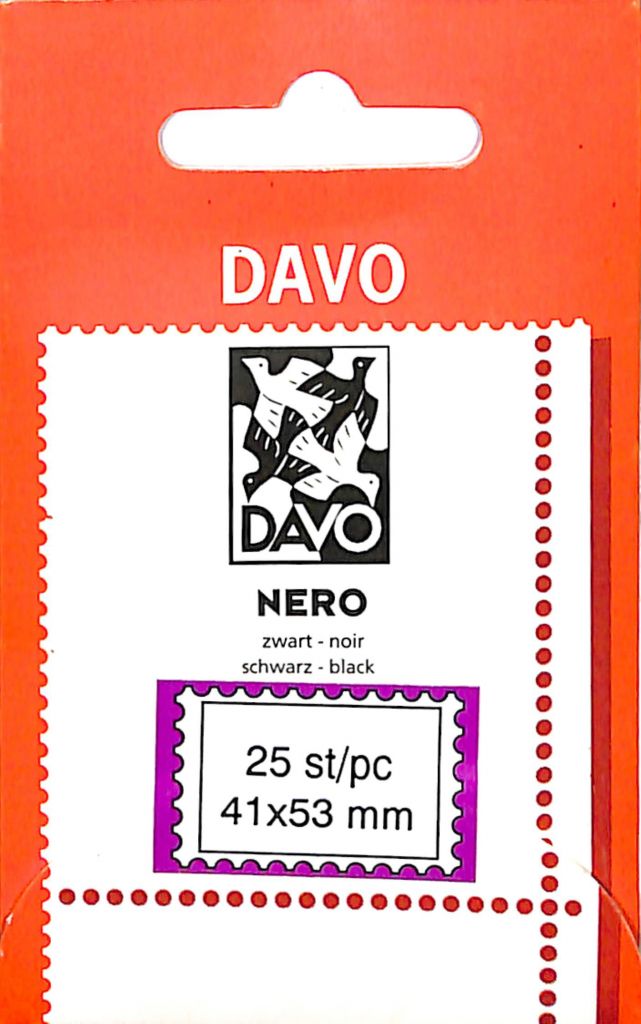 DAVO
DAVO
NERO
zwart - noir
schwarz - black
25 st/pc
41x53 mm